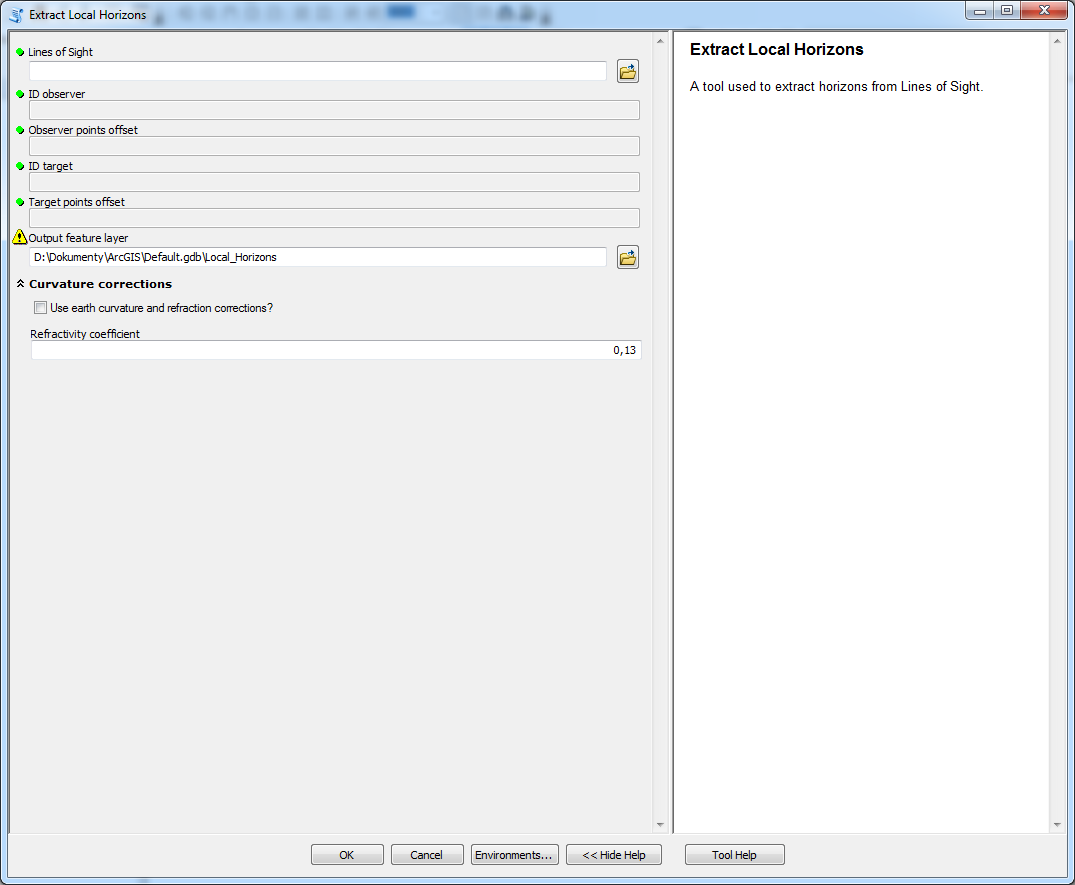 Extract Local Horizons
Lines of Sight
ID observer
Observer points offset
ID target
Target points offset
Output feature layer
D:\Dokumenty\ArcGIS\Default.gdb\Local_Horizons
Curvature corrections
Use earth curvature and refraction corrections?
Refractivity coefficient
0,13
Extract Local Horizons
A tool used to extract horizons from Lines of Sight.
OK
Cancel
Environments...
<< Hide Help
Tool Help